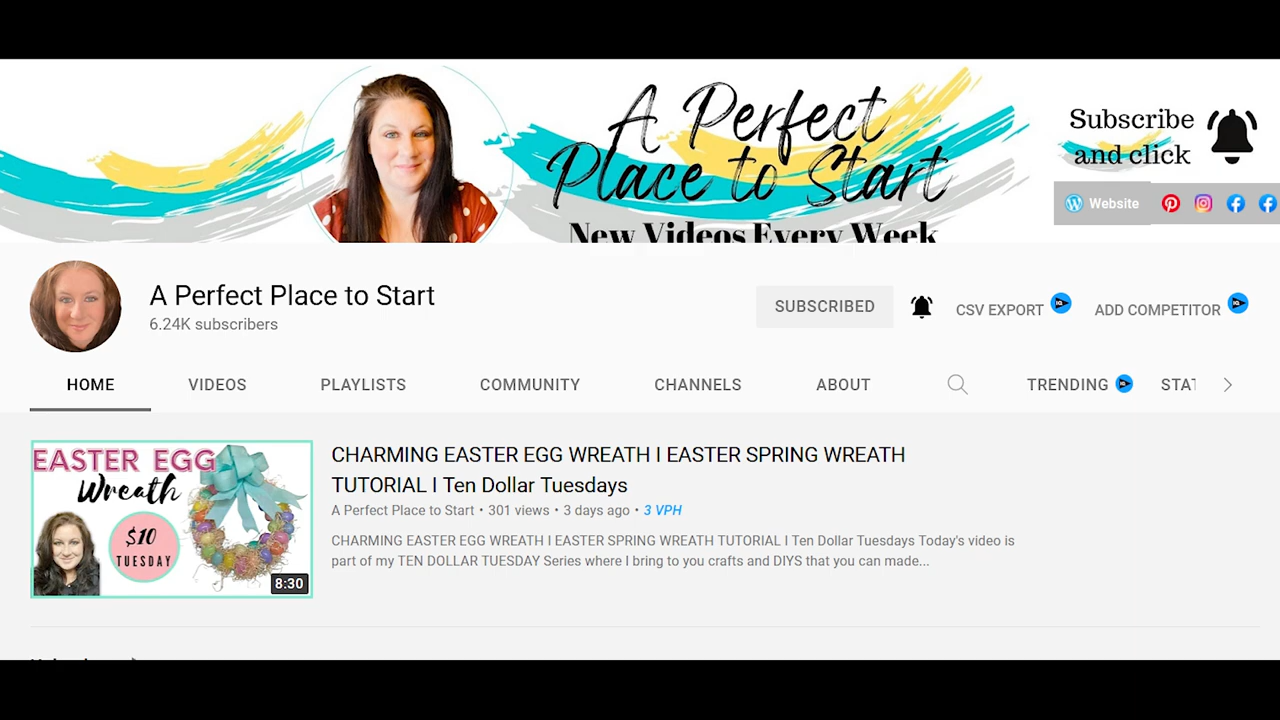 A Perfect
Place to Start
New Videos Every Week
Subscribe
and click
Website
A Perfect Place to Start
6.24K subscribers
SUBSCRIBED
CSV EXPORT
ADD COMPETITOR
HOME
VIDEOS
PLAYLISTS
COMMUNITY
CHANNELS
ABOUT
TRENDING
STAT
EASTER EGG
Wreath
$10
TUESDAY
8:30
CHARMING EASTER EGG WREATH I EASTER SPRING WREATH
TUTORIAL I Ten Dollar Tuesdays
A Perfect Place to Start • 301 views • 3 days ago • 3 VPH
CHARMING EASTER EGG WREATH I EASTER SPRING WREATH TUTORIAL I Ten Dollar Tuesdays Today's video is
part of my TEN DOLLAR TUESDAY Series where I bring to you crafts and DIYS that you can made...